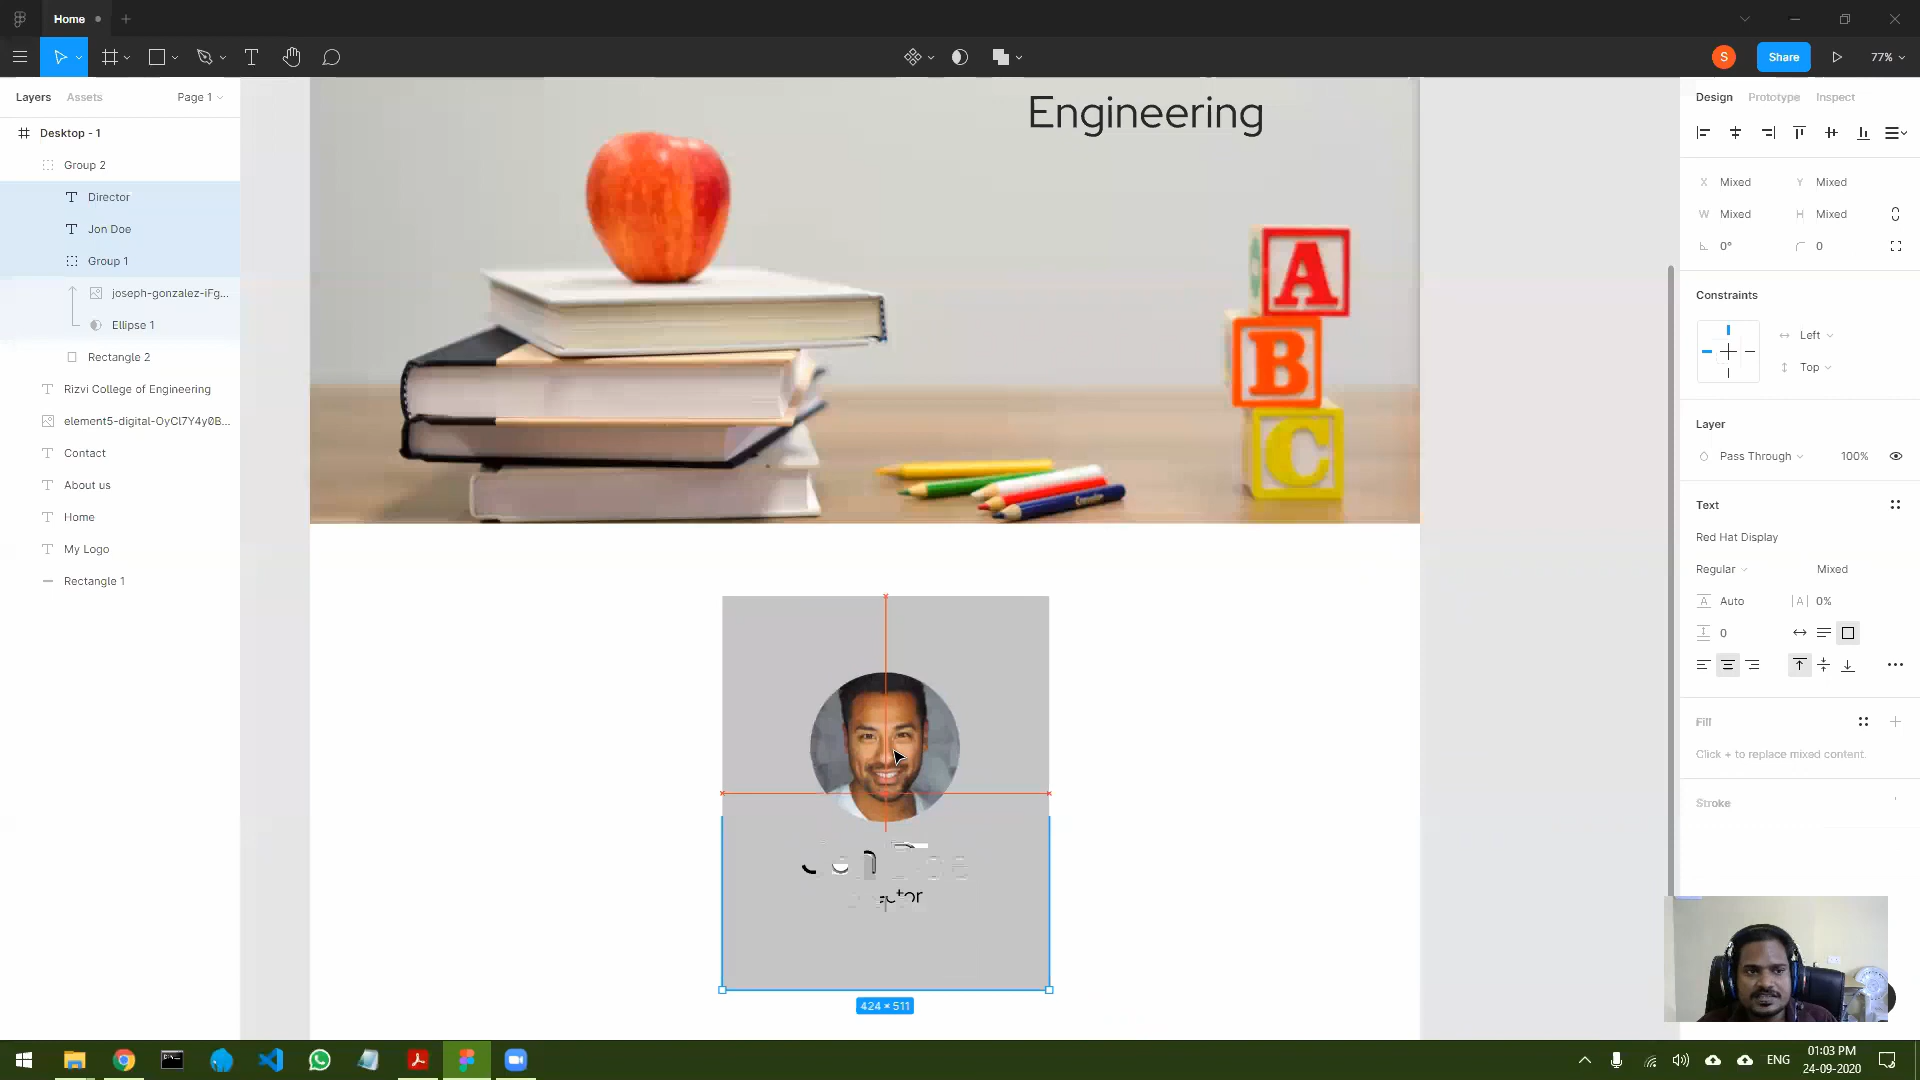 Home
S
Share
77%
Layers
Assets
Page 1
Design
Prototype
Inspect
Desktop - 1
Group 2
Director
Jon Doe
Group 1
joseph-gonzalez-iFg...
Ellipse 1
Rectangle 2
Rizvi College of Engineering
element5-digital-OyCl7Y4y0B...
Contact
About us
Home
My Logo
Rectangle 1
Engineering
A
B
C
X Mixed
Y Mixed
W Mixed
H Mixed
0°
0
Constraints
Left
Top
Layer
Pass Through
100%
Text
Red Hat Display
Regular
Mixed
A Auto
|A| 0%
0
Fill
Click + to replace mixed content.
Stroke
424 × 511
ENG
01:03 PM
24-09-2020